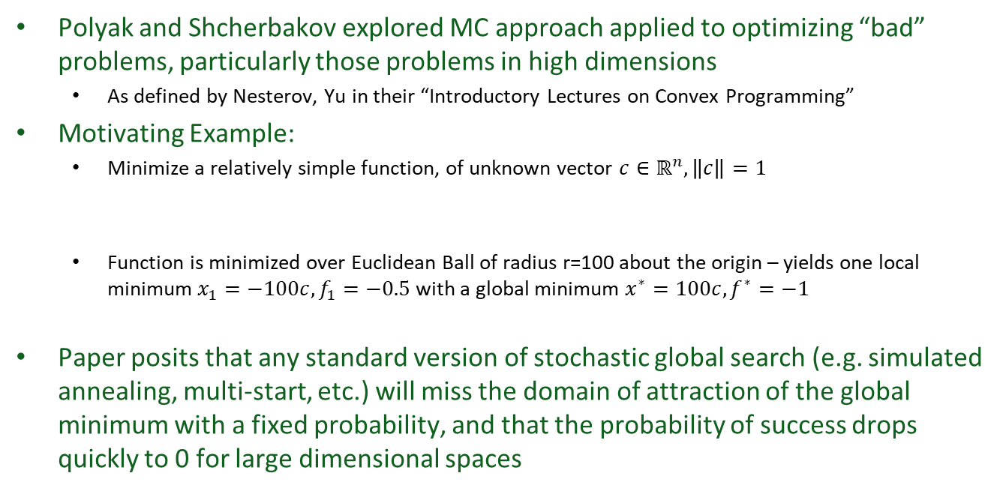 • Polyak and Shcherbakov explored MC approach applied to optimizing “bad”
problems, particularly those problems in high dimensions
• As defined by Nesterov, Yu in their “Introductory Lectures on Convex Programming”
• Motivating Example:
• Minimize a relatively simple function, of unknown vector 𝑐 ∈ ℝⁿ, ‖𝑐‖ = 1
• Function is minimized over Euclidean Ball of radius r=100 about the origin – yields one local
minimum 𝑥₁ = −100𝑐, 𝑓₁ = −0.5 with a global minimum 𝑥* = 100𝑐, 𝑓* = −1
• Paper posits that any standard version of stochastic global search (e.g. simulated
annealing, multi-start, etc.) will miss the domain of attraction of the global
minimum with a fixed probability, and that the probability of success drops
quickly to 0 for large dimensional spaces